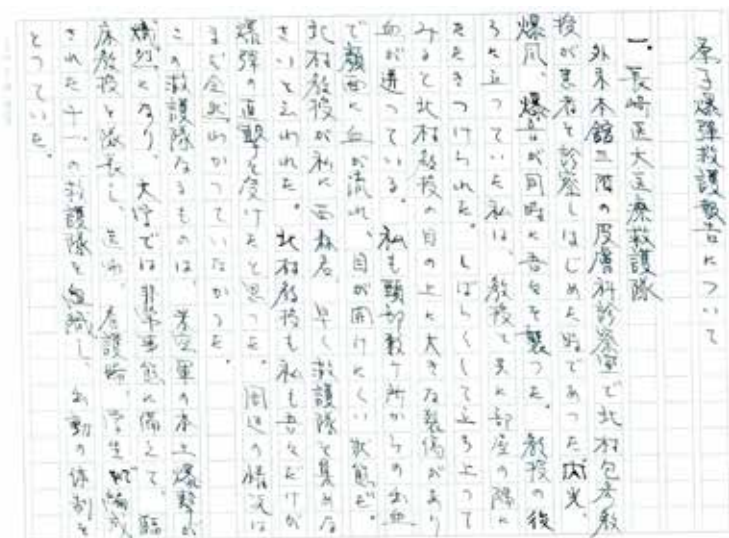 原子爆弾救護報告について
一.長崎医大医療救護隊
外来本館三階の皮膚科診察室で北村包彦教
授が患者を診察しはじめた時であった。閃光、
爆風、爆音が同時に吾々を襲った。教授の後
ろに立っていた私は、教授と共に部屋の隅に
たたきつけられた。しばらくして立ち上って
みると北村教授の目の上に大きな裂傷があり
血が迸っている。私も頭部数ケ所からの出血
で顔面に血が流れ、目が開けにくい状態だ。
北村教授が私に西森君、早く救護隊を集めな
さいと云われた。北村教授も私も吾々だけが
爆弾の直撃を受けたと思った。周辺の情況は
まだ全然わかっていなかった。
この救護隊なるものは、米空軍の本土爆撃が
熾烈になり、大学では非常事態に備えて、臨
床教授を隊長とし、医師、看護婦、学生で編成
された十一の救護隊を組織し、出動の体制を
とっていた。